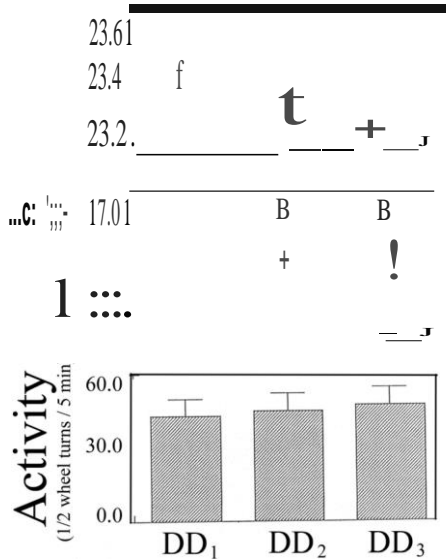 23.61
23.4 f
t
23.2. + J
...c: 17.01 B B
+ !
1 :::.
J
Activity
(1/2 wheel turns / 5 min
60.0
30.0
0.0
DD₁ DD₂ DD₃